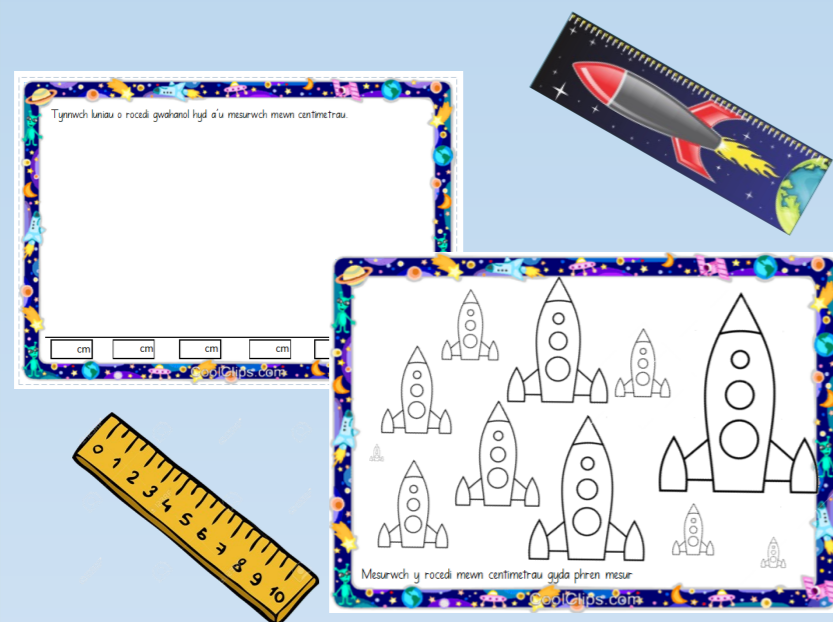 Tynnwch luniau o rocedi gwahanol hyd a'u mesurwch mewn centimetrau.
cm cm cm cm
CoolClips.com
0 1 2 3 4 5 6 7 8 9 10
Mesurwch y rocedi mewn centimetrau gyda phren mesur
CoolClips.com